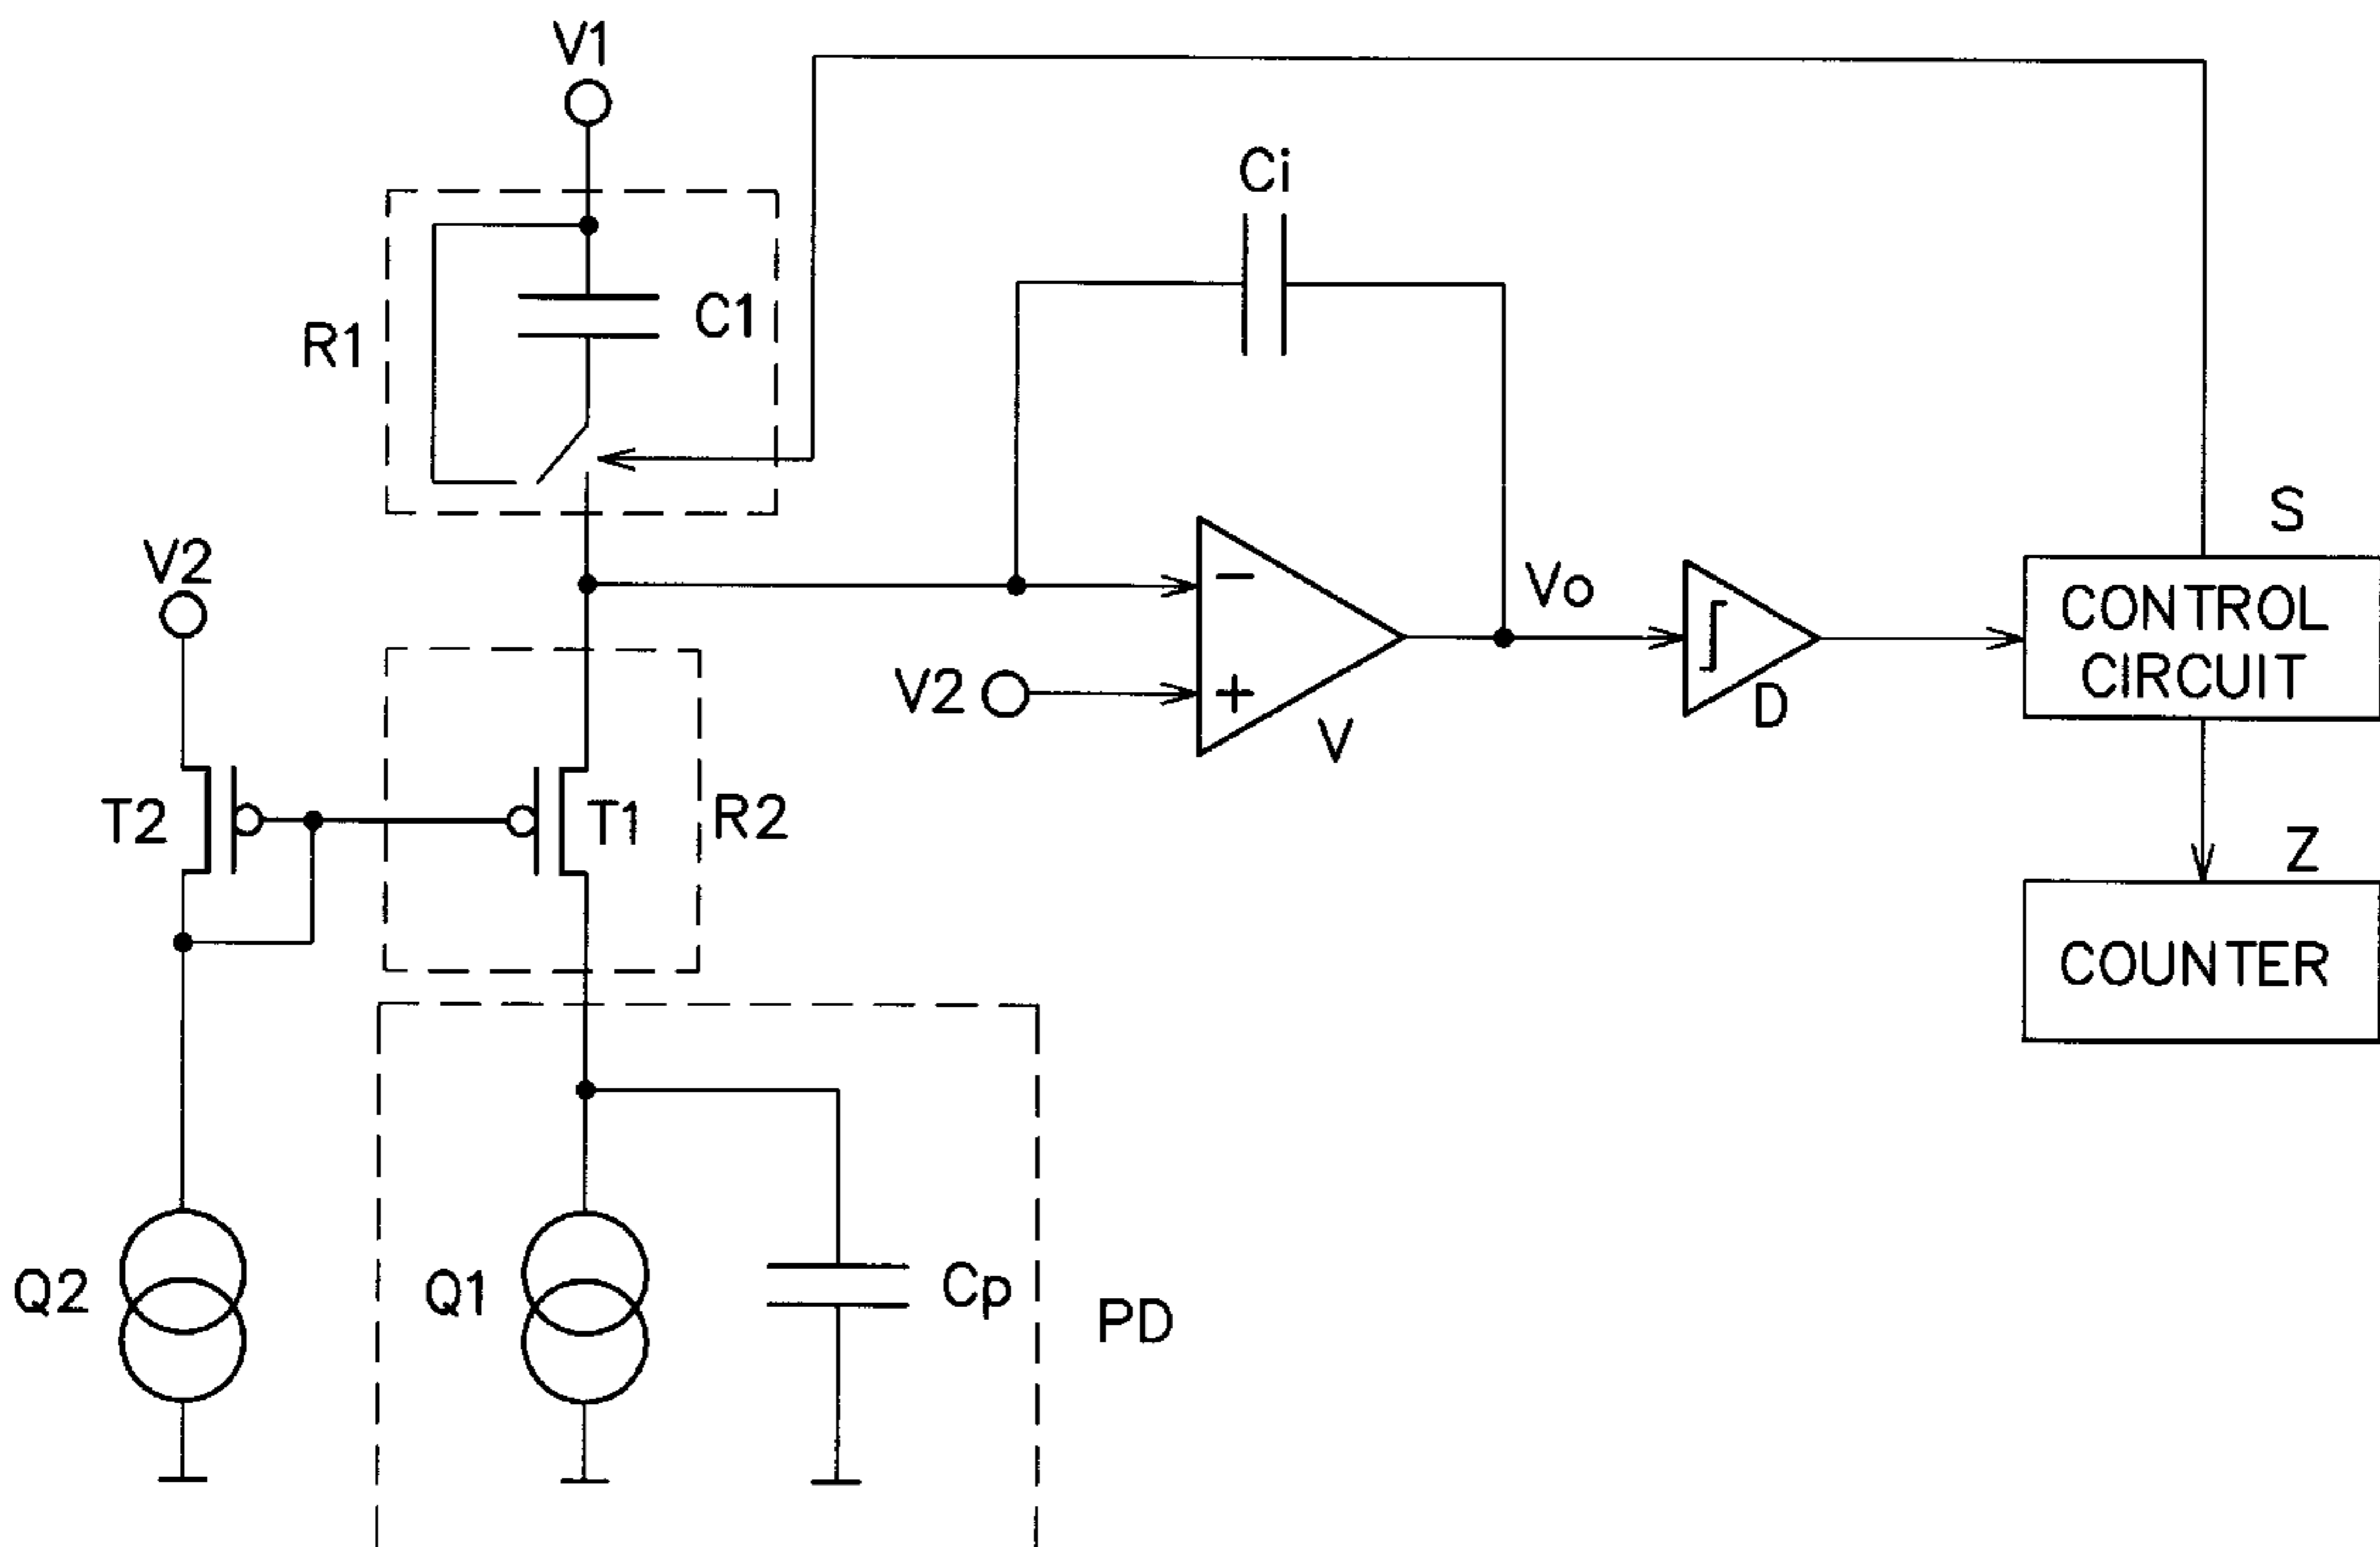 V1
Ci
C1
R1
S
V2
Vo
CONTROL
CIRCUIT
−
V2
+
D
V
T2
T1
R2
Z
COUNTER
Q2
Q1
Cp
PD